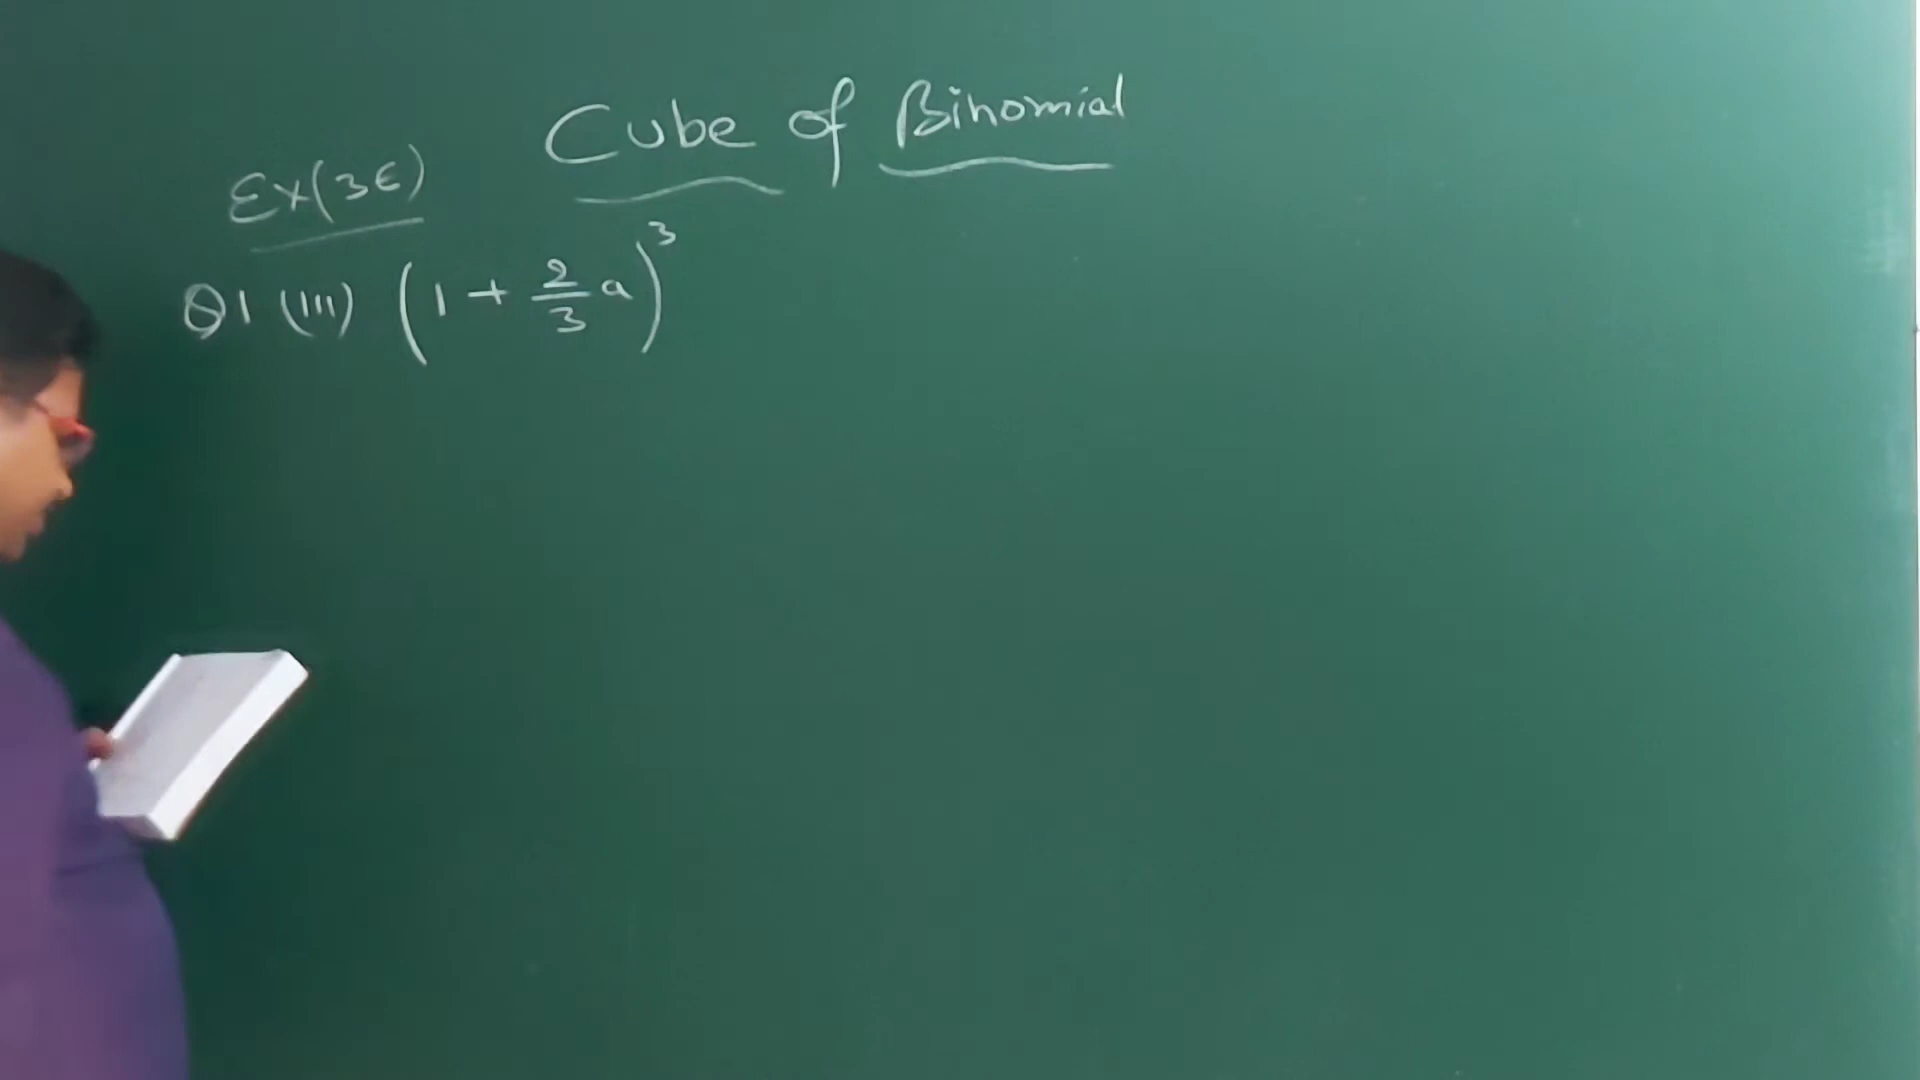 Cube of Binomial
Ex(3E)
Q1 (III) (1 + 2/3 a)^3